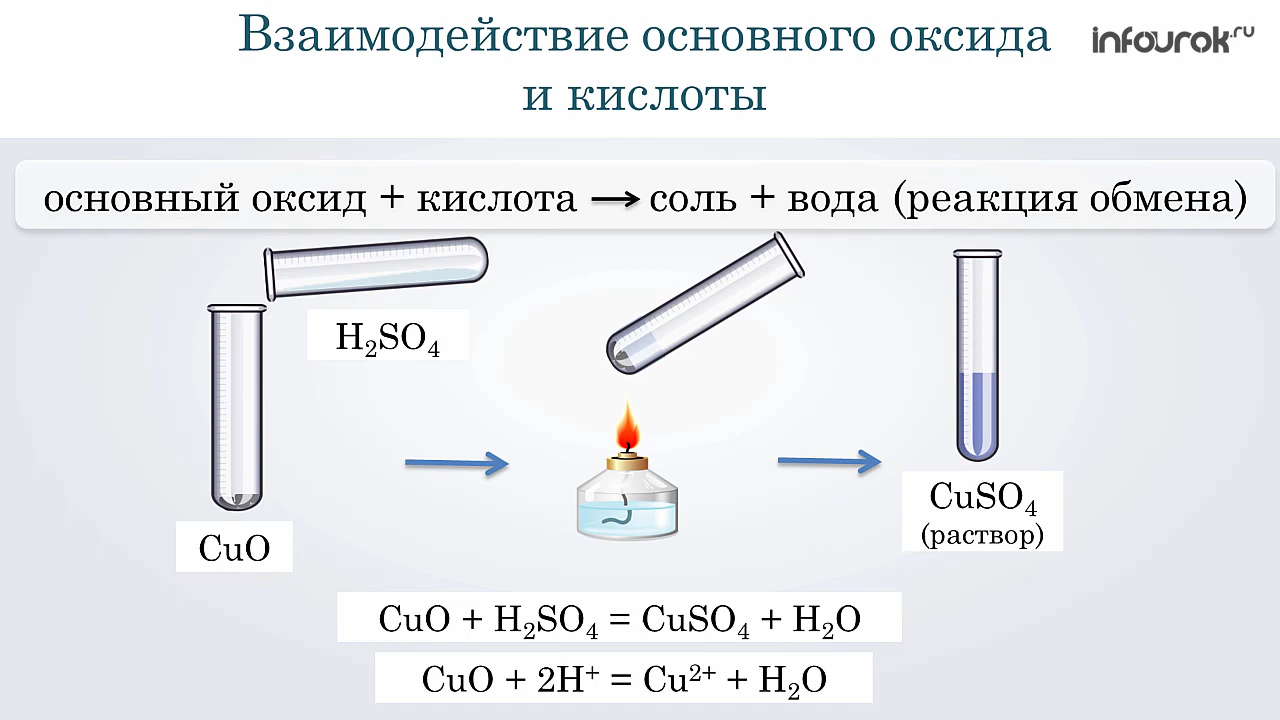 Взаимодействие основного оксида
и кислоты
infourok.ru
основный оксид + кислота → соль + вода (реакция обмена)
H₂SO₄
CuO
CuSO₄
(раствор)
CuO + H₂SO₄ = CuSO₄ + H₂O
CuO + 2H⁺ = Cu²⁺ + H₂O